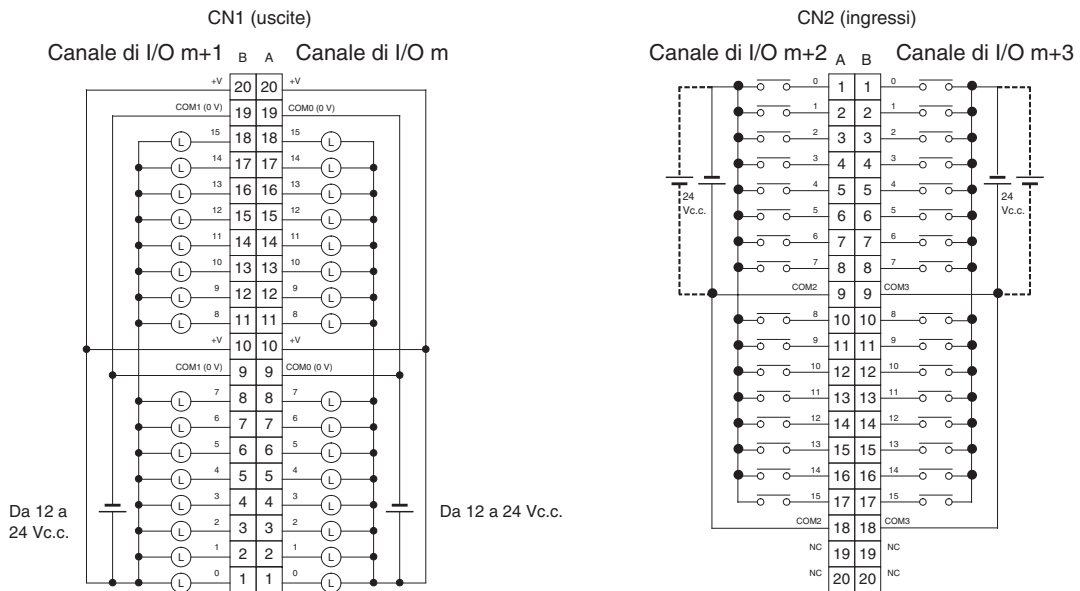 CN1 (uscite)
Canale di I/O m+1 B A Canale di I/O m
+V 20 20 +V
COM1 (0 V) 19 19 COM0 (0 V)
L 15 18 18 15 L
L 14 17 17 14 L
L 13 16 16 13 L
L 12 15 15 12 L
L 11 14 14 11 L
L 10 13 13 10 L
L 9 12 12 9 L
L 8 11 11 8 L
+V 10 10 +V
COM1 (0 V) 9 9 COM0 (0 V)
L 7 8 8 7 L
L 6 7 7 6 L
L 5 6 6 5 L
L 4 5 5 4 L
L 3 4 4 3 L
L 2 3 3 2 L
L 1 2 2 1 L
L 0 1 1 0 L
Da 12 a
24 Vc.c.
Da 12 a 24 Vc.c.
CN2 (ingressi)
Canale di I/O m+2 A B Canale di I/O m+3
0 1 1 0
1 2 2 1
2 3 3 2
3 4 4 3
4 5 5 4
5 6 6 5
6 7 7 6
7 8 8 7
COM2 9 9 COM3
8 10 10 8
9 11 11 9
10 12 12 10
11 13 13 11
12 14 14 12
13 15 15 13
14 16 16 14
15 17 17 15
COM2 18 18 COM3
NC 19 19 NC
NC 20 20 NC
24
Vc.c.
24
Vc.c.